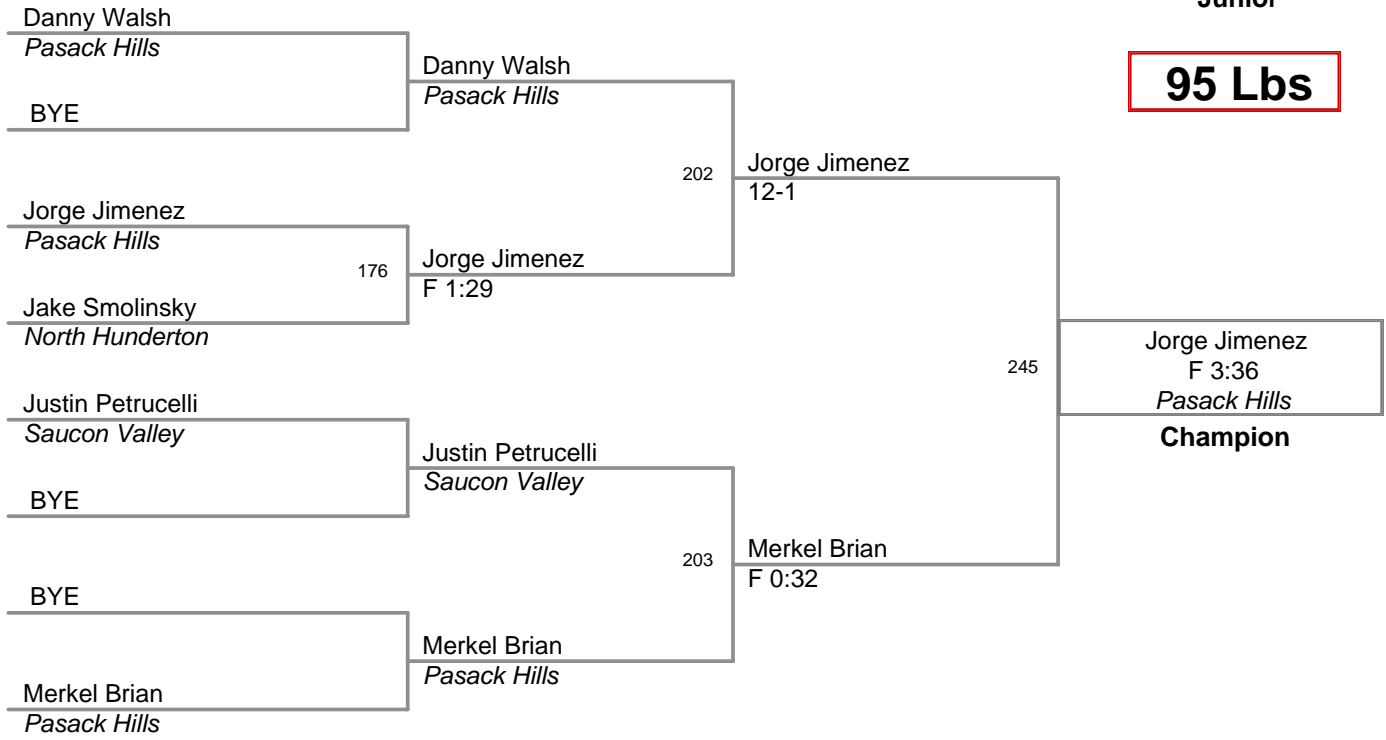 Junior
95 Lbs
Danny Walsh
Pasack Hills
BYE
Jorge Jimenez
Pasack Hills
Jake Smolinsky
North Hunderton
Justin Petrucelli
Saucon Valley
BYE
BYE
Merkel Brian
Pasack Hills
Danny Walsh
Pasack Hills
176
Jorge Jimenez
F 1:29
Justin Petrucelli
Saucon Valley
Merkel Brian
Pasack Hills
202
Jorge Jimenez
12-1
203
Merkel Brian
F 0:32
245
Jorge Jimenez
F 3:36
Pasack Hills
Champion